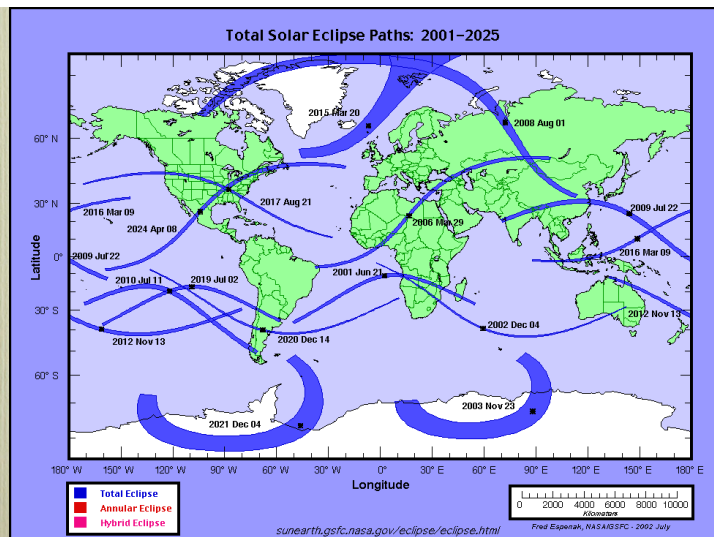 Total Solar Eclipse Paths: 2001-2025
2015 Mar 20
2008 Aug 01
60° N
2016 Mar 09
2017 Aug 21
2024 Apr 08
2006 Mar 29
2009 Jul 22
30° N
2016 Mar 09
2009 Jul 22
0°
2010 Jul 11
2019 Jul 02
2001 Jun 21
30° S
2012 Nov 13
2020 Dec 14
2002 Dec 04
2012 Nov 13
60° S
2021 Dec 04
2003 Nov 23
Latitude
180° W 150° W 120° W 90° W 60° W 30° W 0° 30° E 60° E 90° E 120° E 150° E 180° E
Longitude
Total Eclipse
Annular Eclipse
Hybrid Eclipse
0 2000 4000 6000 8000 10000
Kilometers
sunearth.gsfc.nasa.gov/eclipse/eclipse.html
Fred Espenak, NASA/GSFC - 2002 July